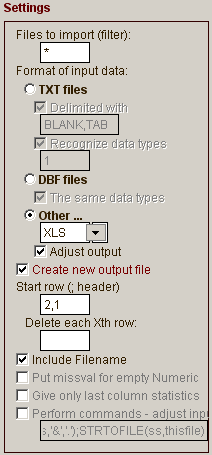 Settings
Files to import (filter):
*
Format of input data:
TXT files
Delimited with
BLANK,TAB
Recognize data types
1
DBF files
The same data types
Other ...
XLS
Adjust output
Create new output file
Start row (; header)
2,1
Delete each Xth row:
Include Filename
Put missval for empty Numeric
Give only last column statistics
Perform commands - adjust inpu
s,'&','.');STRTOFILE(ss,thisfile)